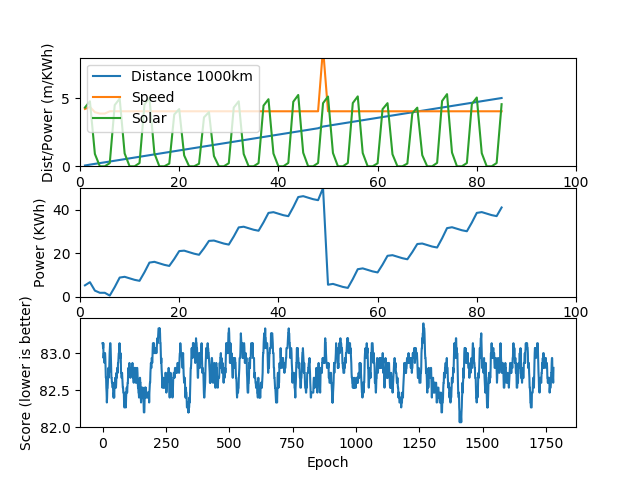 Dist/Power (m/KWh)
5
0
Distance 1000km
Speed
Solar
0 20 40 60 80 100
Power (KWh)
40
20
0
0 20 40 60 80 100
Score (lower is better)
83.0
82.5
82.0
0 250 500 750 1000 1250 1500 1750
Epoch